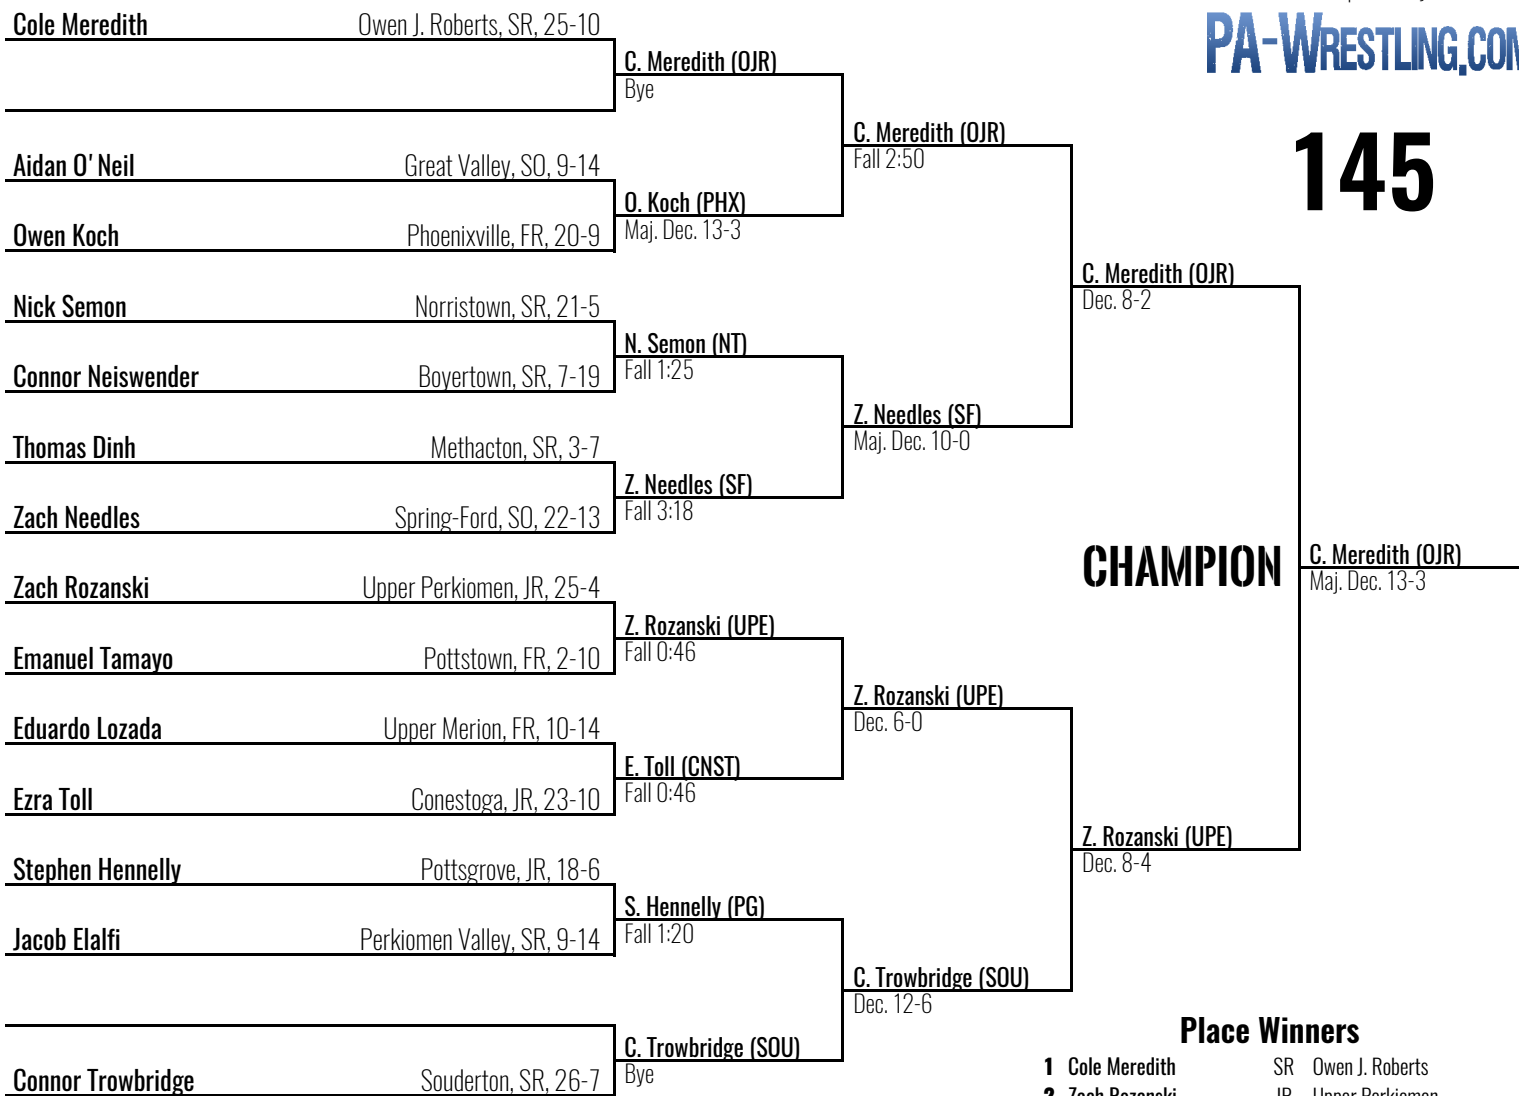 Cole Meredith Owen J. Roberts, SR, 25-10
C. Meredith (OJR)
Bye
Aidan O'Neil Great Valley, SO, 9-14
Owen Koch Phoenixville, FR, 20-9
O. Koch (PHX)
Maj. Dec. 13-3
C. Meredith (OJR)
Fall 2:50
Nick Semon Norristown, SR, 21-5
Connor Neiswender Boyertown, SR, 7-19
N. Semon (NT)
Fall 1:25
Thomas Dinh Methacton, SR, 3-7
Zach Needles Spring-Ford, SO, 22-13
Z. Needles (SF)
Fall 3:18
Z. Needles (SF)
Maj. Dec. 10-0
C. Meredith (OJR)
Dec. 8-2
Zach Rozanski Upper Perkiomen, JR, 25-4
Emanuel Tamayo Pottstown, FR, 2-10
Z. Rozanski (UPE)
Fall 0:46
Eduardo Lozada Upper Merion, FR, 10-14
Ezra Toll Conestoga, JR, 23-10
E. Toll (CNST)
Fall 0:46
Z. Rozanski (UPE)
Dec. 6-0
Stephen Hennelly Pottsgrove, JR, 18-6
Jacob Elalfi Perkiomen Valley, SR, 9-14
S. Hennelly (PG)
Fall 1:20
Connor Trowbridge Souderton, SR, 26-7
C. Trowbridge (SOU)
Bye
C. Trowbridge (SOU)
Dec. 12-6
Z. Rozanski (UPE)
Dec. 8-4
PA-WRESTLING.COM
145
CHAMPION
C. Meredith (OJR)
Maj. Dec. 13-3
Place Winners
1 Cole Meredith SR Owen J. Roberts
2 Zach Rozanski JR Upper Perkiomen